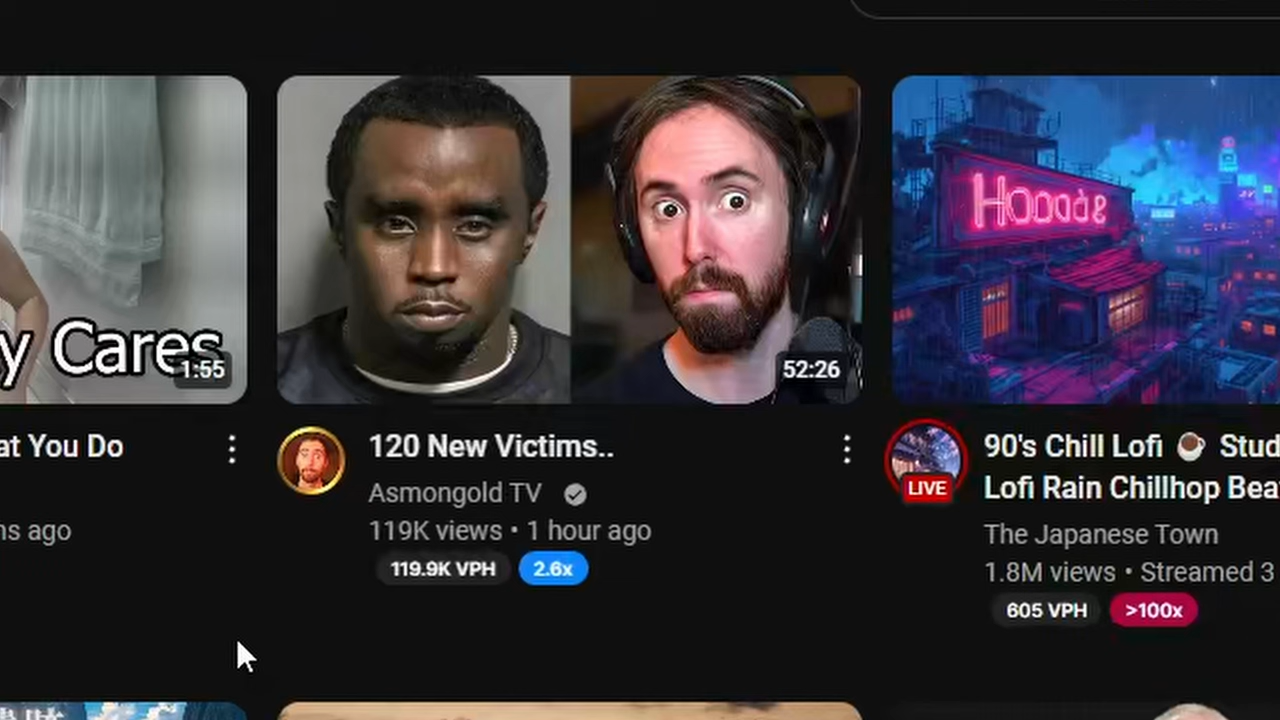 y Cares
1:55
52:26
Hooode
at You Do
ns ago
120 New Victims..
Asmongold TV
119K views • 1 hour ago
119.9K VPH
2.6x
LIVE
90's Chill Lofi ☕ Stud
Lofi Rain Chillhop Bea
The Japanese Town
1.8M views • Streamed 3
605 VPH
>100x